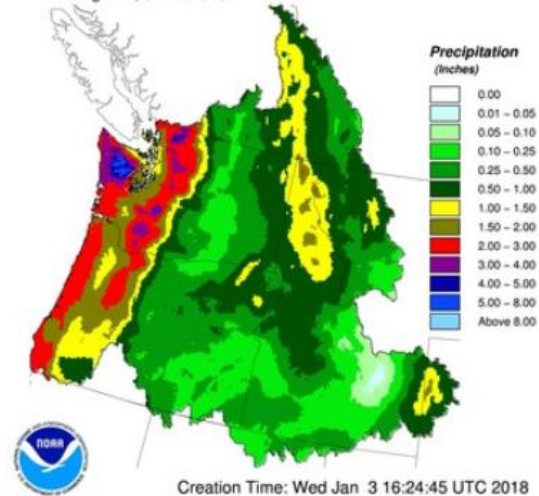 Precipitation
(Inches)
0.00
0.01 - 0.05
0.05 - 0.10
0.10 - 0.25
0.25 - 0.50
0.50 - 1.00
1.00 - 1.50
1.50 - 2.00
2.00 - 3.00
3.00 - 4.00
4.00 - 5.00
5.00 - 8.00
Above 8.00
NOAA
Creation Time: Wed Jan 3 16:24:45 UTC 2018